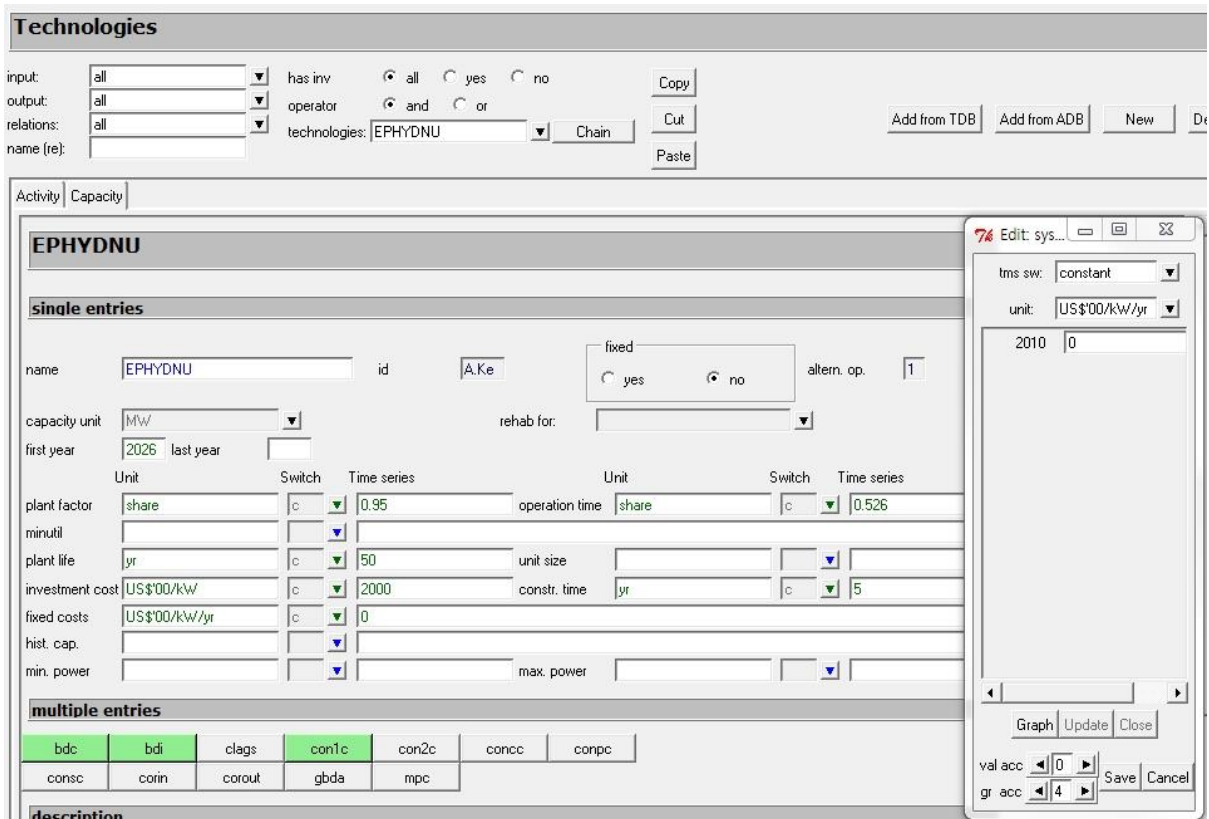 Technologies
input: all has inv all yes no Copy
output: all operator and or Cut Add from TDB Add from ADB New De
relations: all technologies: EPHYDNU Chain
name (re): Paste
Activity Capacity
EPHYDNU
single entries
name EPHYDNU id A.Ke fixed yes no altern. op. 1
capacity unit MW rehab for:
first year 2026 last year
Unit Switch Time series Unit Switch Time series
plant factor share c 0.95 operation time share c 0.526
minutil
plant life yr c 50 unit size
investment cost US$'00/kW c 2000 constr. time yr c 5
fixed costs US$'00/kW/yr c 0
hist. cap.
min. power max. power
multiple entries
bdc bdi clags con1c con2c concc conpc
consc corin corout gbda mpc
description
Edit: sys...
tms sw: constant
unit: US$'00/kW/yr
2010 0
Graph Update Close
val acc 0
gr acc 4
Save Cancel